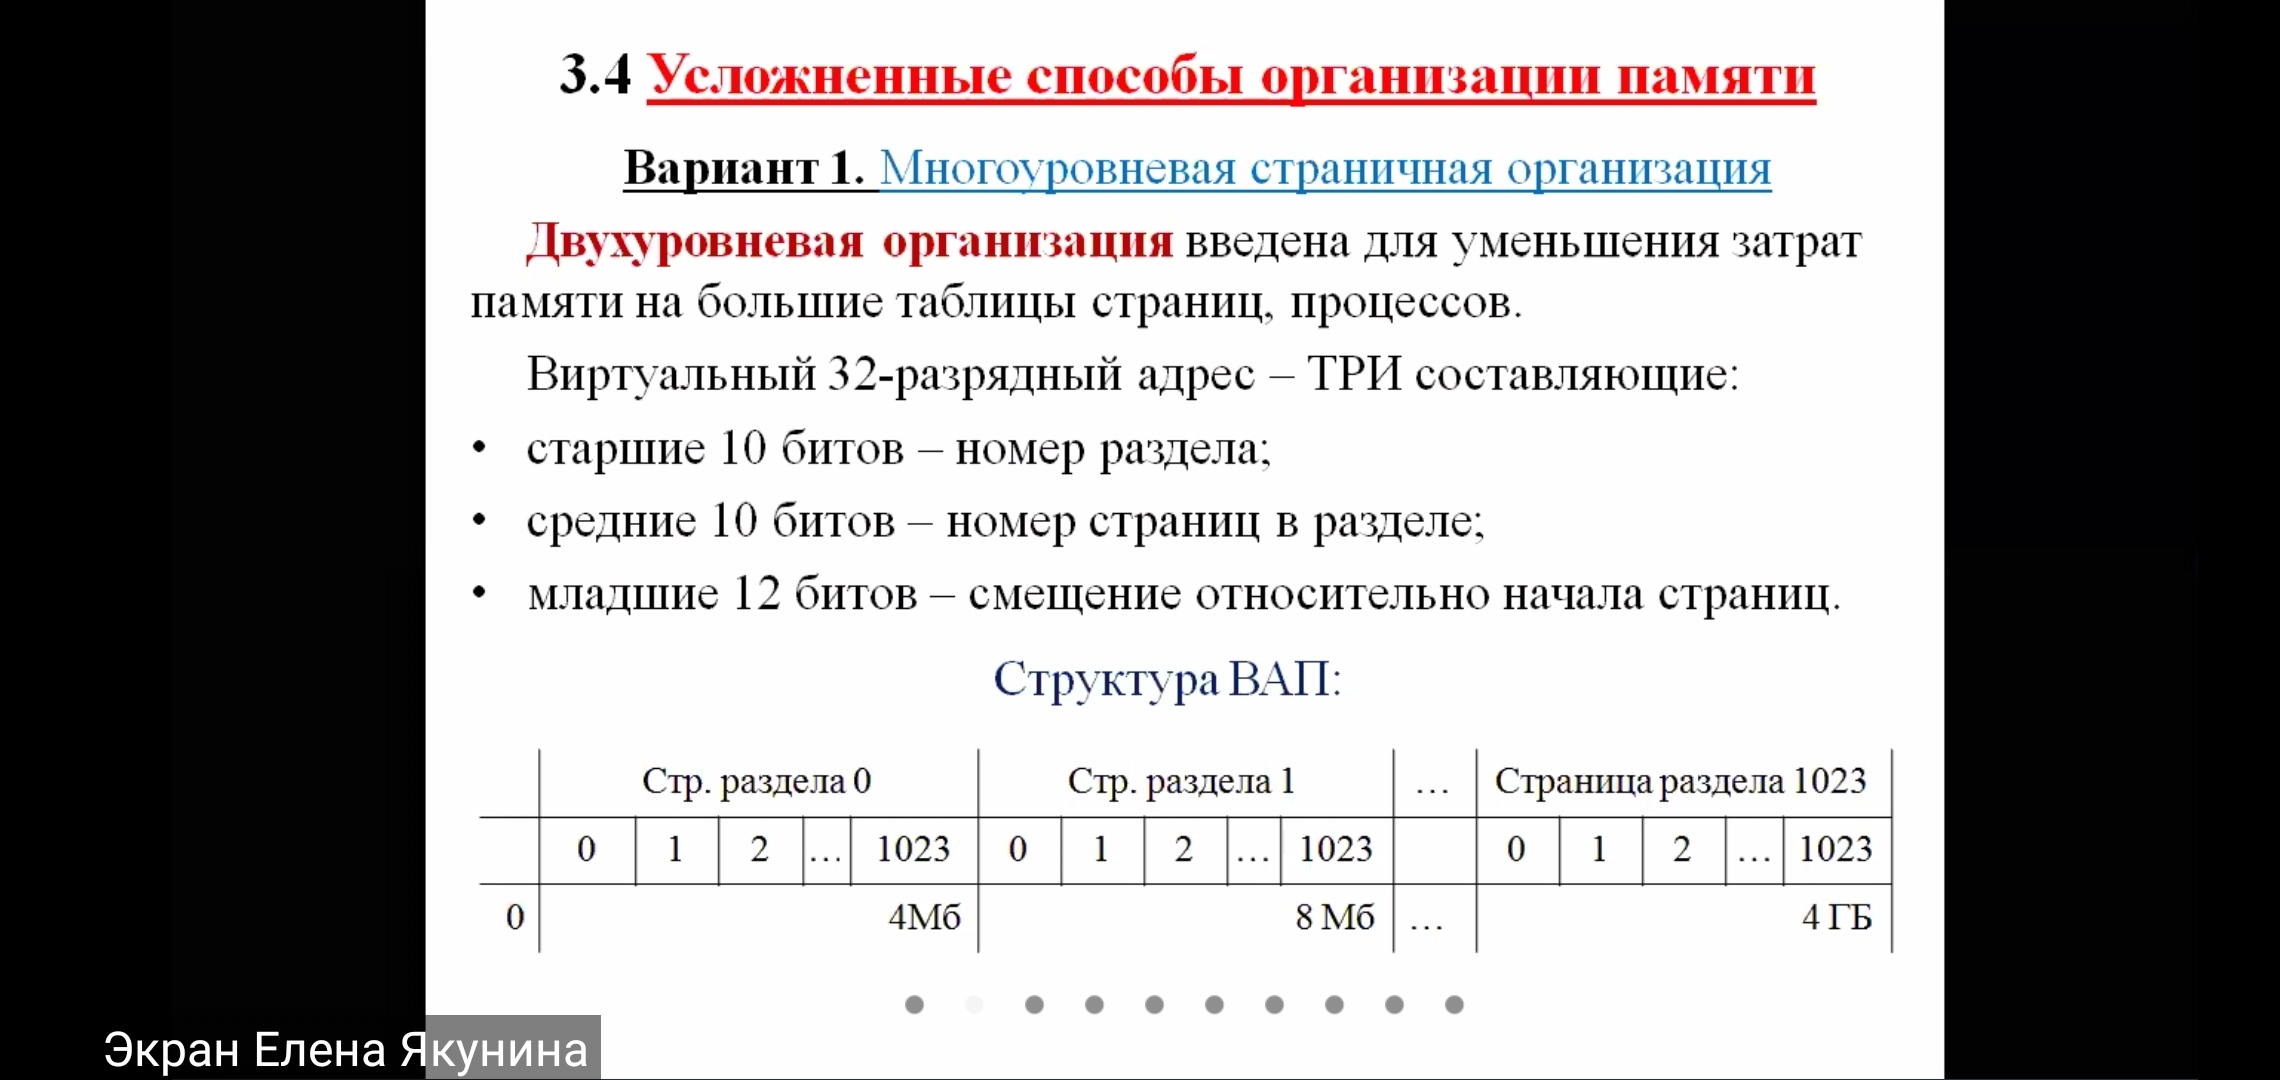 3.4 Усложненные способы организации памяти
Вариант 1. Многоуровневая страничная организация
Двухуровневая организация введена для уменьшения затрат
памяти на большие таблицы страниц, процессов.
Виртуальный 32-разрядный адрес – ТРИ составляющие:
• старшие 10 битов – номер раздела;
• средние 10 битов – номер страниц в разделе;
• младшие 12 битов – смещение относительно начала страниц.
Структура ВАП:
Стр. раздела 0 Стр. раздела 1 ... Страница раздела 1023
0 1 2 ... 1023 0 1 2 ... 1023 0 1 2 ... 1023
0 4Мб 8 Мб ... 4 ГБ
Экран Елена Якунина